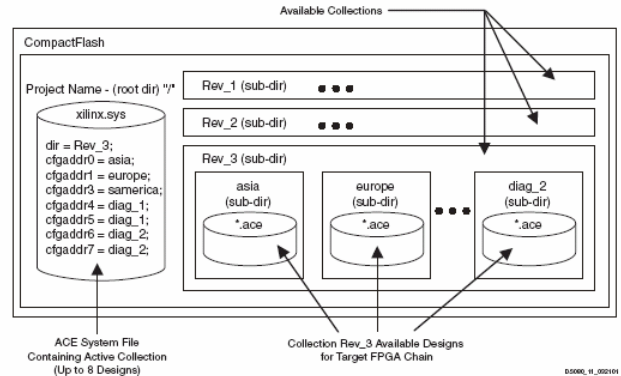 Available Collections
CompactFlash
Project Name - (root dir) "/"
xilinx.sys
dir = Rev_3;
cfgaddr0 = asia;
cfgaddr1 = europe;
cfgaddr3 = samerica;
cfgaddr4 = diag_1;
cfgaddr5 = diag_1;
cfgaddr6 = diag_2;
cfgaddr7 = diag_2;
Rev_1 (sub-dir)
Rev_2 (sub-dir)
Rev_3 (sub-dir)
asia
(sub-dir)
*.ace
europe
(sub-dir)
*.ace
diag_2
(sub-dir)
*.ace
ACE System File
Containing Active Collection
(Up to 8 Designs)
Collection Rev_3 Available Designs
for Target FPGA Chain
DS080_11_032101